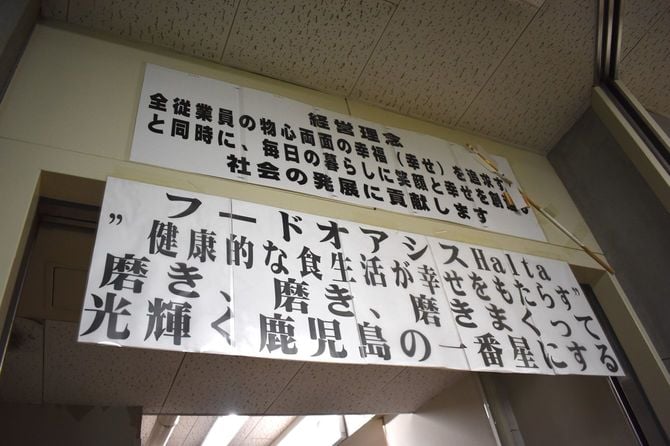 経営理念
全従業員の物心両面の幸福（幸せ）を追求す
と同時に、毎日の暮らしに笑顔と幸せを創造し
社会の発展に貢献します
”フードオアシスHalta
健康的な食生活が幸せをもたらす”
磨き、磨き、磨きまくって
光輝く、鹿児島の一番星にする